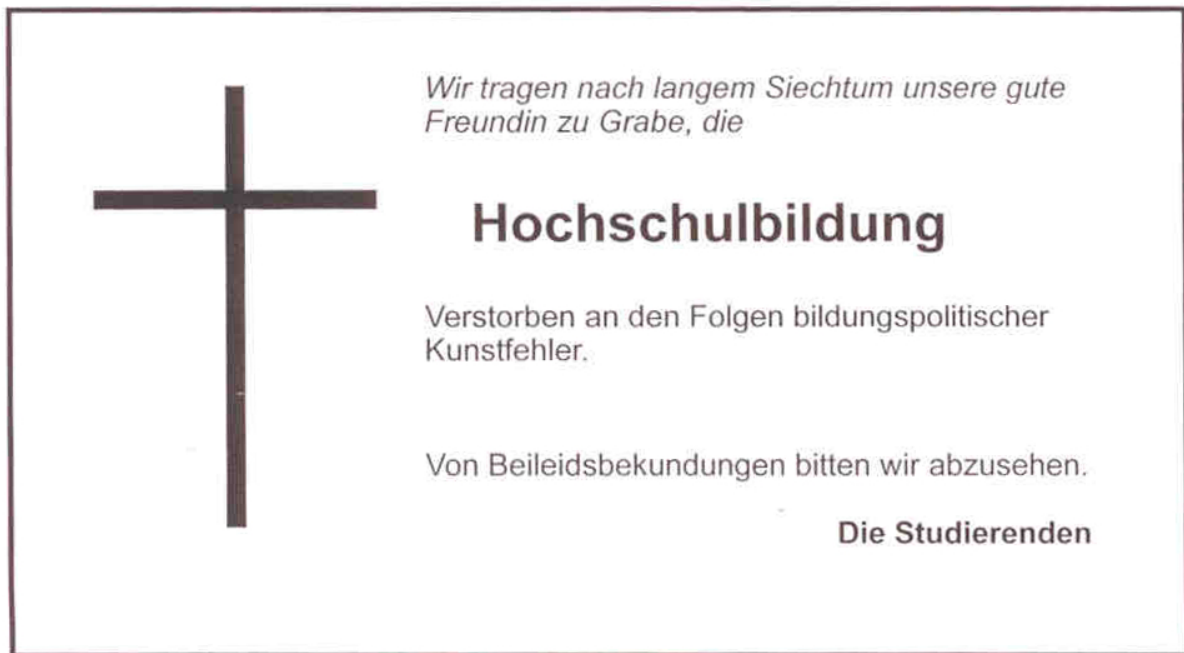 Wir tragen nach langem Siechtum unsere gute
Freundin zu Grabe, die
Hochschulbildung
Verstorben an den Folgen bildungspolitischer
Kunstfehler.
Von Beileidsbekundungen bitten wir abzusehen.
Die Studierenden